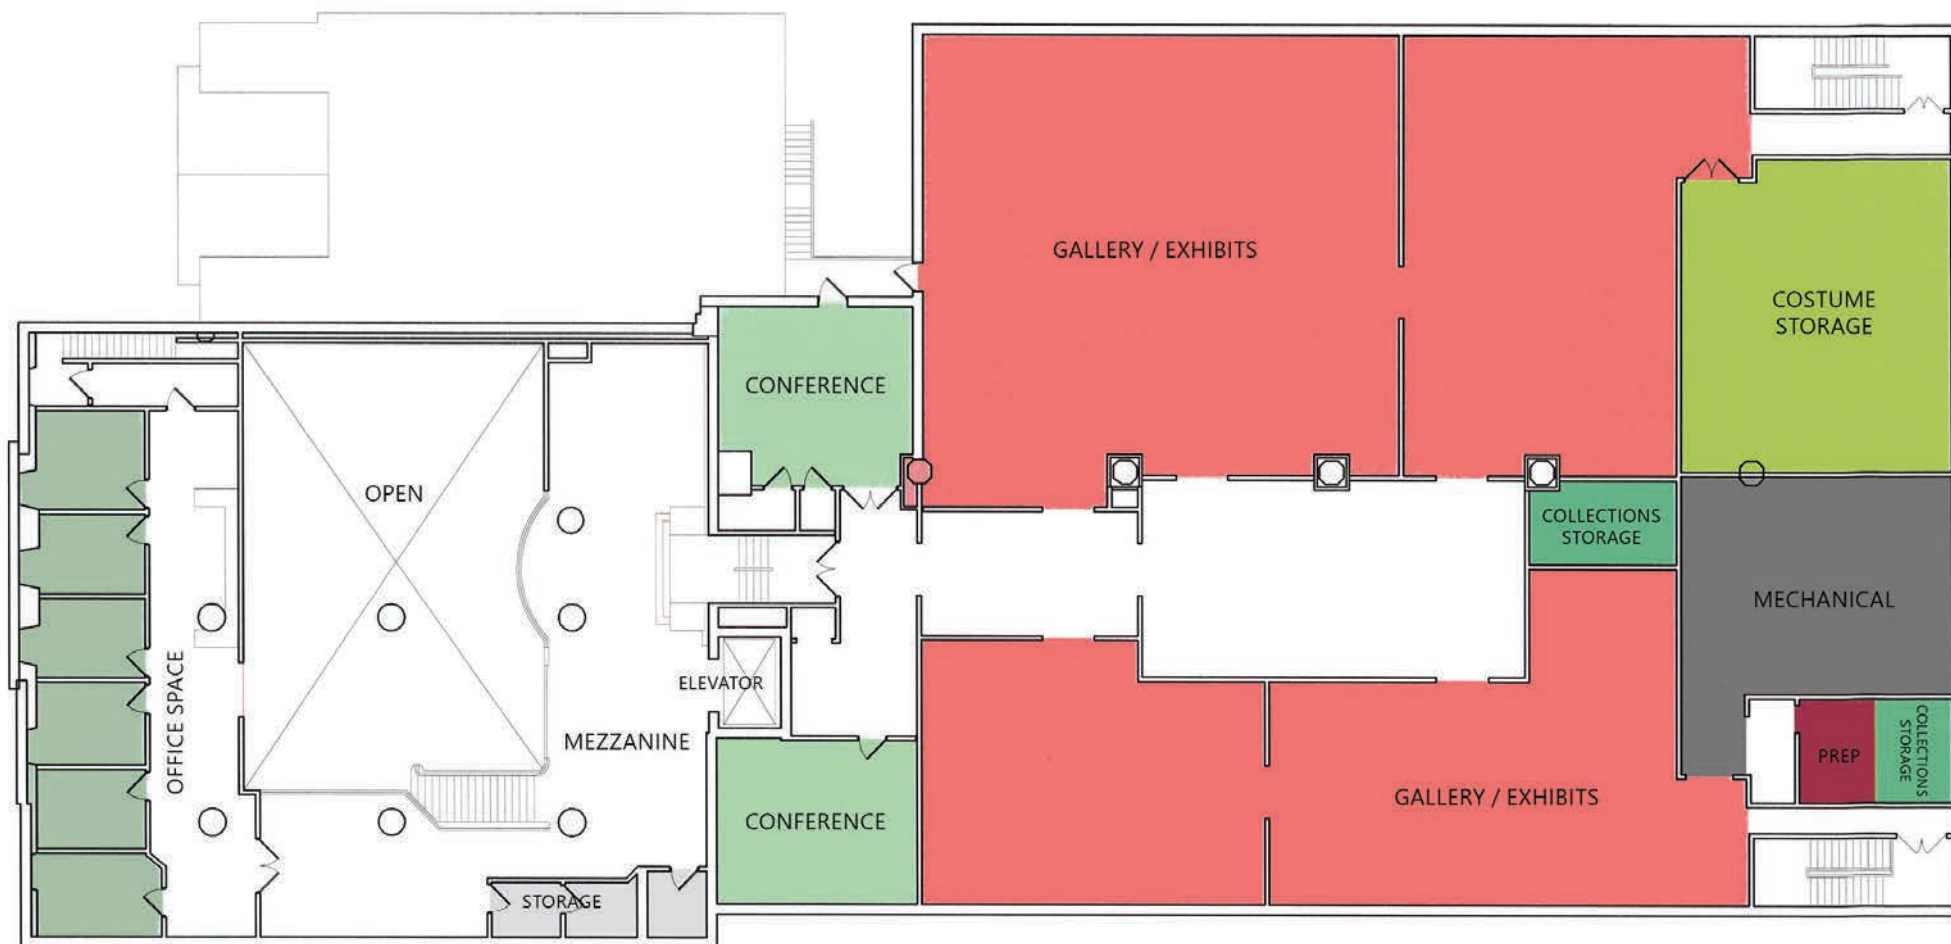 GALLERY / EXHIBITS
COSTUME
STORAGE
CONFERENCE
OPEN
COLLECTIONS
STORAGE
MECHANICAL
OFFICE SPACE
ELEVATOR
MEZZANINE
PREP
COLLECTIONS
STORAGE
GALLERY / EXHIBITS
CONFERENCE
STORAGE